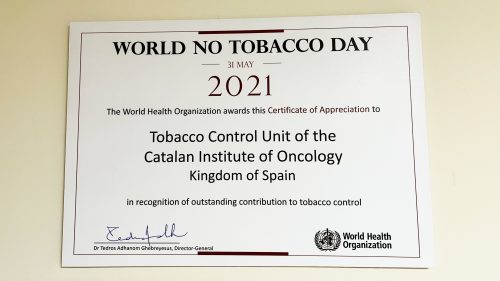 WORLD NO TOBACCO DAY
31 MAY
2021
The World Health Organization awards this Certificate of Appreciation to
Tobacco Control Unit of the
Catalan Institute of Oncology
Kingdom of Spain
in recognition of outstanding contribution to tobacco control
Dr Tedros Adhanom Ghebreyesus, Director-General
World Health
Organization